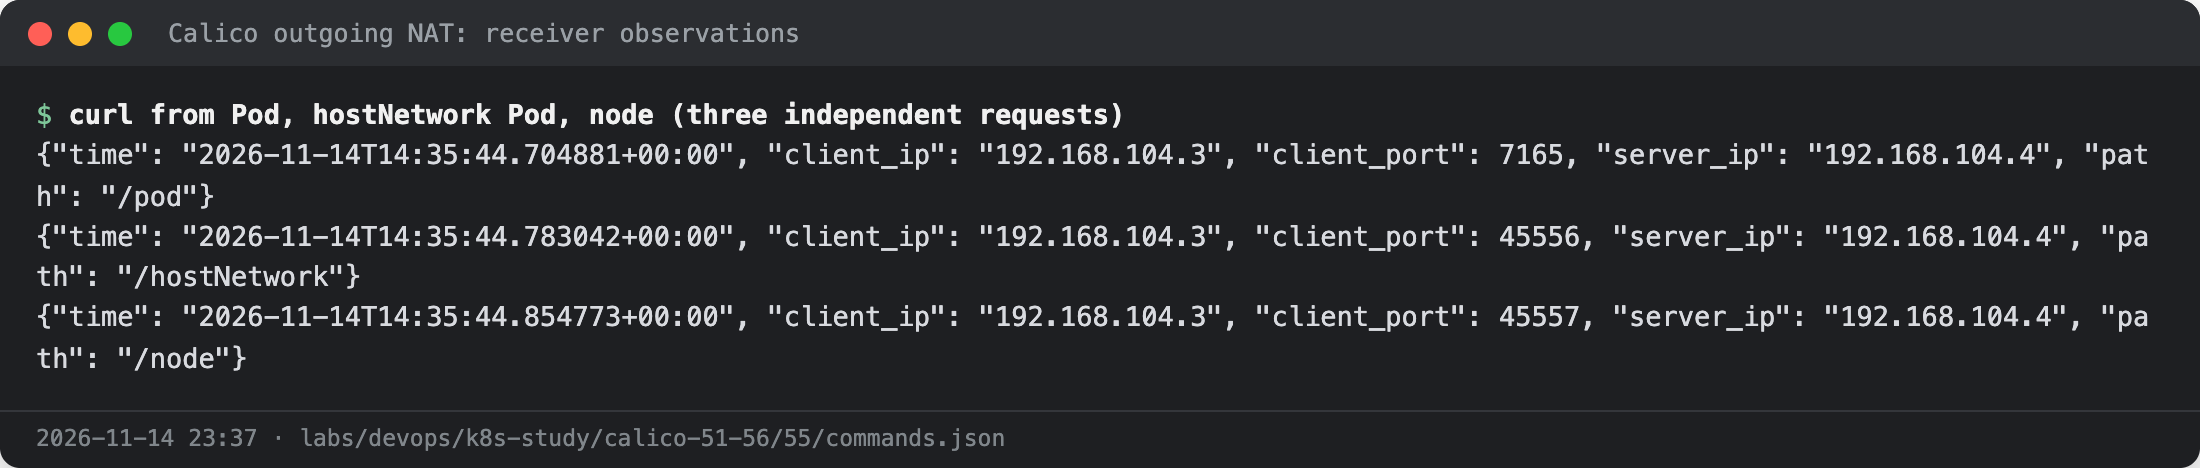 Calico outgoing NAT: receiver observations
$ curl from Pod, hostNetwork Pod, node (three independent requests)
{"time": "2026-11-14T14:35:44.704881+00:00", "client_ip": "192.168.104.3", "client_port": 7165, "server_ip": "192.168.104.4", "pat
h": "/pod"}
{"time": "2026-11-14T14:35:44.783042+00:00", "client_ip": "192.168.104.3", "client_port": 45556, "server_ip": "192.168.104.4", "pa
th": "/hostNetwork"}
{"time": "2026-11-14T14:35:44.854773+00:00", "client_ip": "192.168.104.3", "client_port": 45557, "server_ip": "192.168.104.4", "pa
th": "/node"}
2026-11-14 23:37 · labs/devops/k8s-study/calico-51-56/55/commands.json